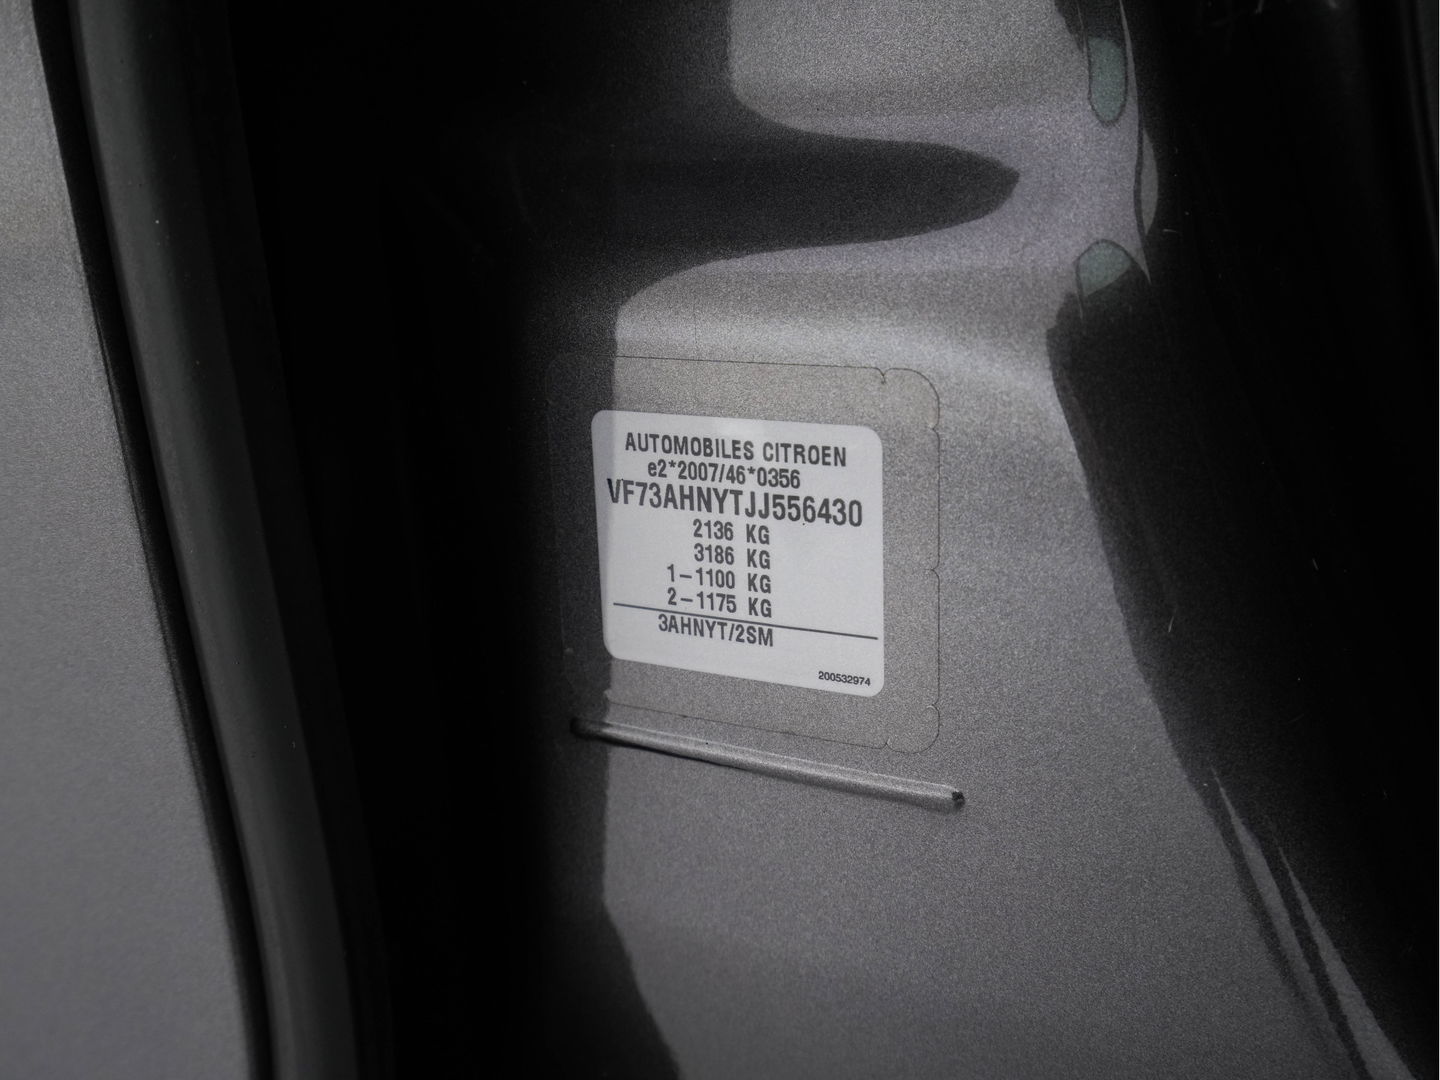 AUTOMOBILES CITROEN
e2*2007/46*0356
VF73AHNYTJJ556430
2136 KG
3186 KG
1-1100 KG
2-1175 KG
3AHNYT/2SM
200532974